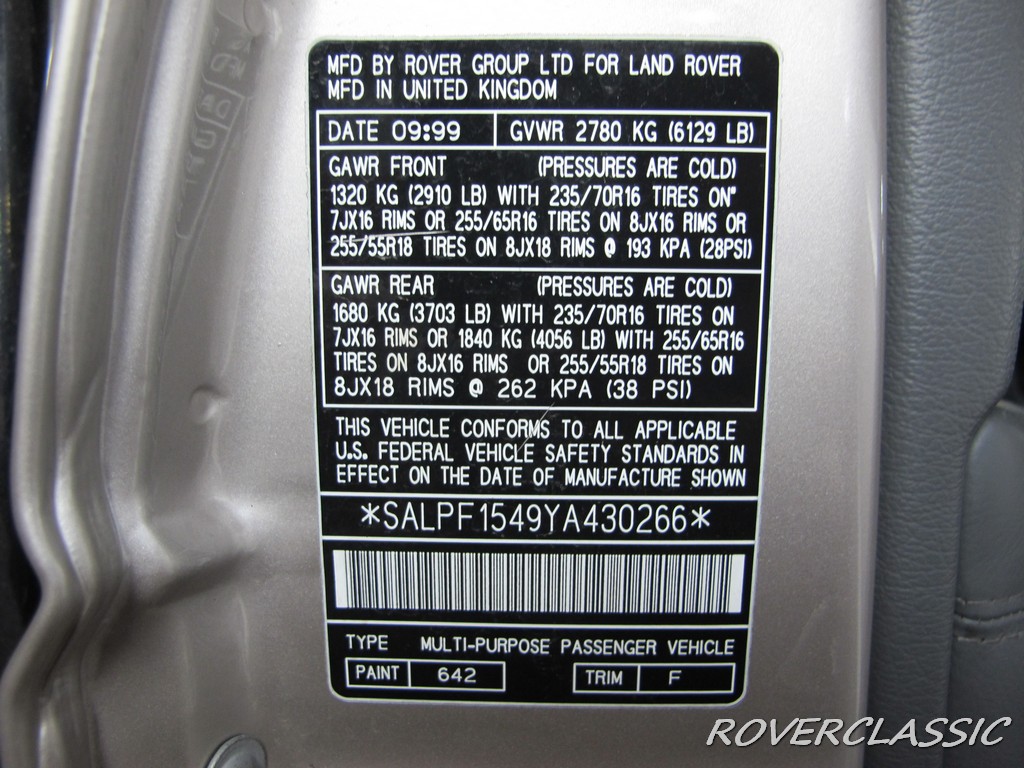 MFD BY ROVER GROUP LTD FOR LAND ROVER
MFD IN UNITED KINGDOM
DATE 09:99 GVWR 2780 KG (6129 LB)
GAWR FRONT (PRESSURES ARE COLD)
1320 KG (2910 LB) WITH 235/70R16 TIRES ON"
7JX16 RIMS OR 255/65R16 TIRES ON 8JX16 RIMS OR
255/55R18 TIRES ON 8JX18 RIMS @ 193 KPA (28PSI)
GAWR REAR (PRESSURES ARE COLD)
1680 KG (3703 LB) WITH 235/70R16 TIRES ON
7JX16 RIMS OR 1840 KG (4056 LB) WITH 255/65R16
TIRES ON 8JX16 RIMS OR 255/55R18 TIRES ON
8JX18 RIMS @ 262 KPA (38 PSI)
THIS VEHICLE CONFORMS TO ALL APPLICABLE
U.S. FEDERAL VEHICLE SAFETY STANDARDS IN
EFFECT ON THE DATE OF MANUFACTURE SHOWN
*SALPF1549YA430266*
TYPE MULTI-PURPOSE PASSENGER VEHICLE
PAINT 642 TRIM F
ROVERCLASSIC